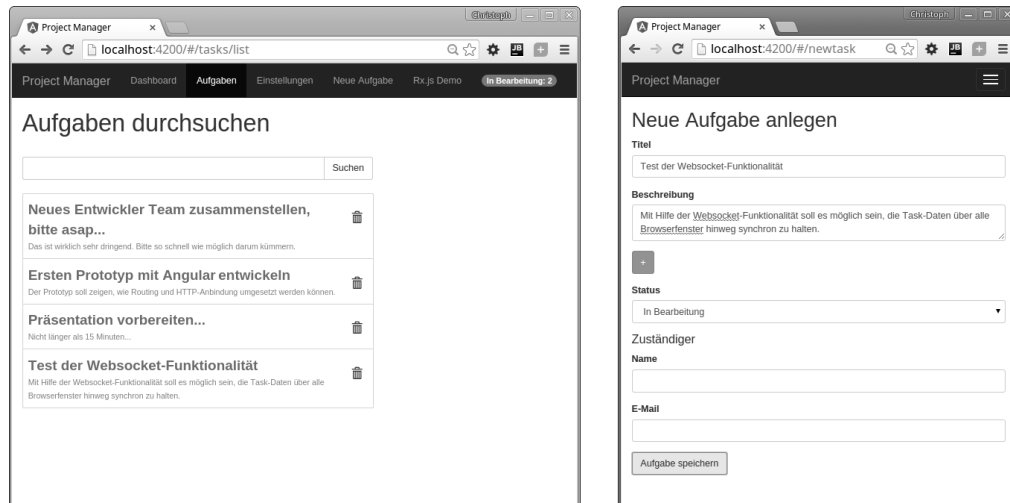 Christoph
Project Manager
localhost:4200/#/tasks/list
Project Manager Dashboard Aufgaben Einstellungen Neue Aufgabe Rx.js Demo In Bearbeitung: 2
Aufgaben durchsuchen
Suchen
Neues Entwickler Team zusammenstellen,
bitte asap...
Das ist wirklich sehr dringend. Bitte so schnell wie möglich darum kümmern.
Ersten Prototyp mit Angular entwickeln
Der Prototyp soll zeigen, wie Routing und HTTP-Anbindung umgesetzt werden können.
Präsentation vorbereiten...
Nicht länger als 15 Minuten...
Test der Websocket-Funktionalität
Mit Hilfe der Websocket-Funktionalität soll es möglich sein, die Task-Daten über alle
Browserfenster hinweg synchron zu halten.
Christoph
Project Manager
localhost:4200/#/newtask
Project Manager
Neue Aufgabe anlegen
Titel
Test der Websocket-Funktionalität
Beschreibung
Mit Hilfe der Websocket-Funktionalität soll es möglich sein, die Task-Daten über alle
Browserfenster hinweg synchron zu halten.
+
Status
In Bearbeitung
Zuständiger
Name
E-Mail
Aufgabe speichern